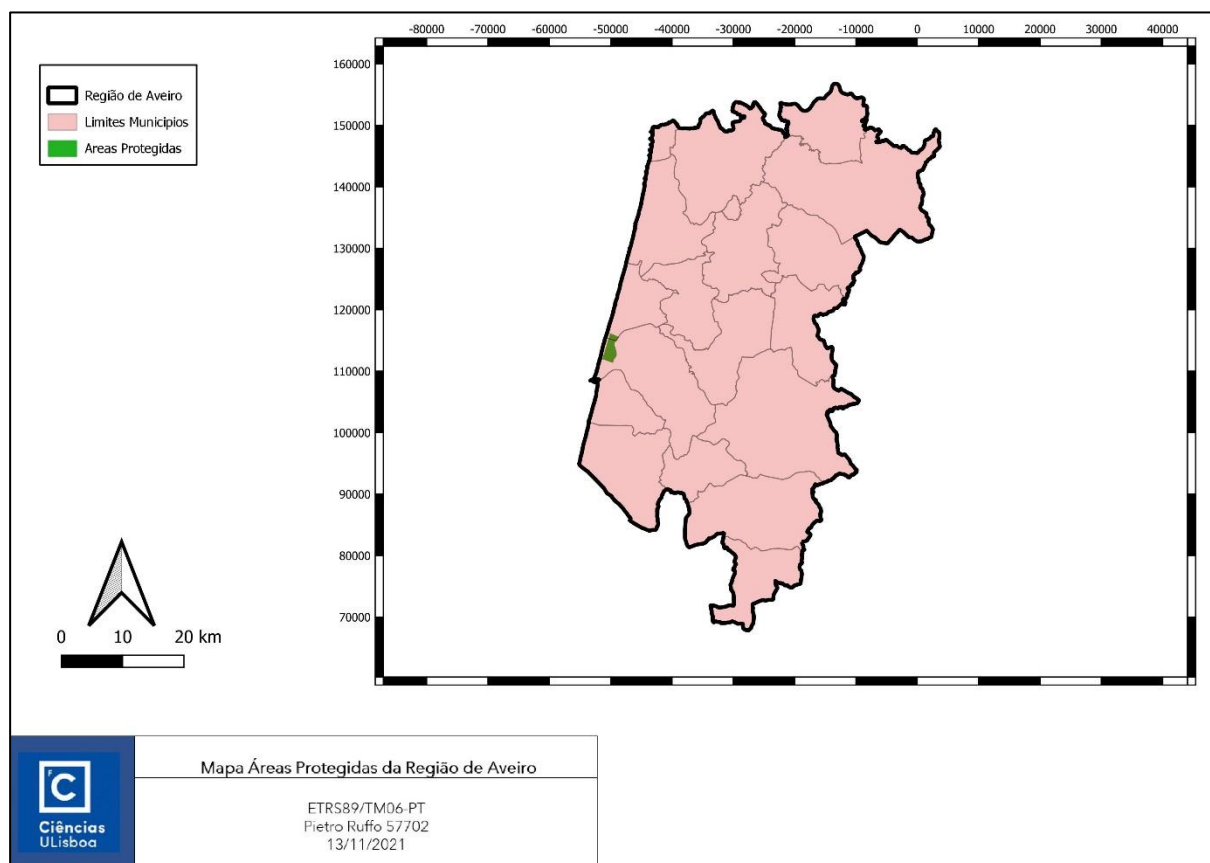 -80000 -70000 -60000 -50000 -40000 -30000 -20000 -10000 0 10000 20000 30000 40000
160000
150000
140000
130000
120000
110000
100000
90000
80000
70000
Região de Aveiro
Limites Municipios
Areas Protegidas
0 10 20 km
F
C
Ciências
ULisboa
Mapa Áreas Protegidas da Região de Aveiro
ETRS89/TM06-PT
Pietro Ruffo 57702
13/11/2021